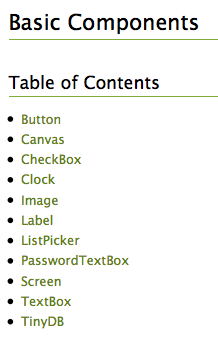 Basic Components
Table of Contents
Button
Canvas
CheckBox
Clock
Image
Label
ListPicker
PasswordTextBox
Screen
TextBox
TinyDB